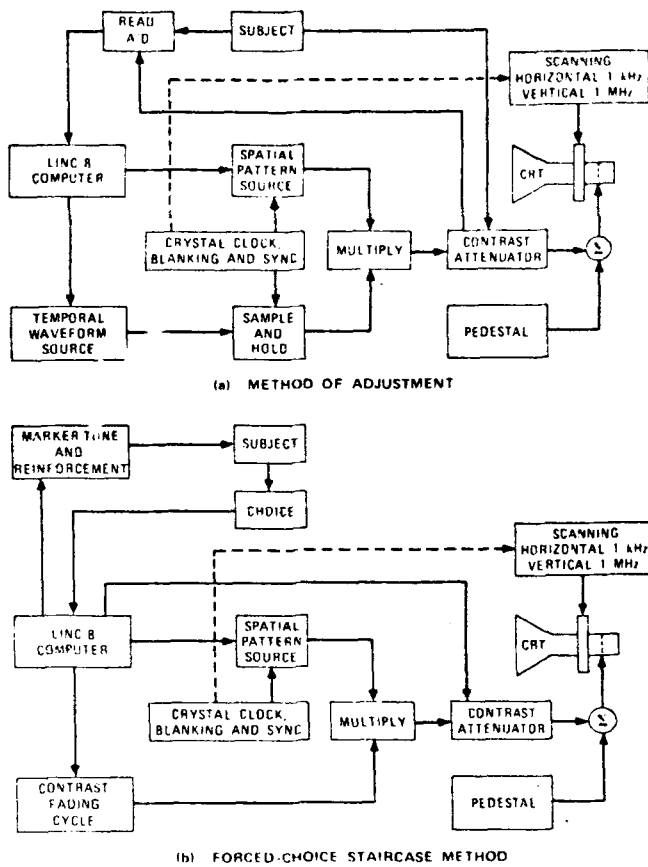 READ
A/D
SUBJECT
SCANNING
HORIZONTAL 1 kHz
VERTICAL 1 MHz
LINC 8
COMPUTER
SPATIAL
PATTERN
SOURCE
CRT
CRYSTAL CLOCK,
BLANKING AND SYNC
MULTIPLY
CONTRAST
ATTENUATOR
Σ
TEMPORAL
WAVEFORM
SOURCE
SAMPLE
AND
HOLD
PEDESTAL
(a) METHOD OF ADJUSTMENT
MARKER TONE
AND
REINFORCEMENT
SUBJECT
CHOICE
SCANNING
HORIZONTAL 1 kHz
VERTICAL 1 MHz
LINC 8
COMPUTER
SPATIAL
PATTERN
SOURCE
CRT
CRYSTAL CLOCK,
BLANKING AND SYNC
MULTIPLY
CONTRAST
ATTENUATOR
Σ
CONTRAST
FADING
CYCLE
PEDESTAL
(b) FORCED-CHOICE STAIRCASE METHOD